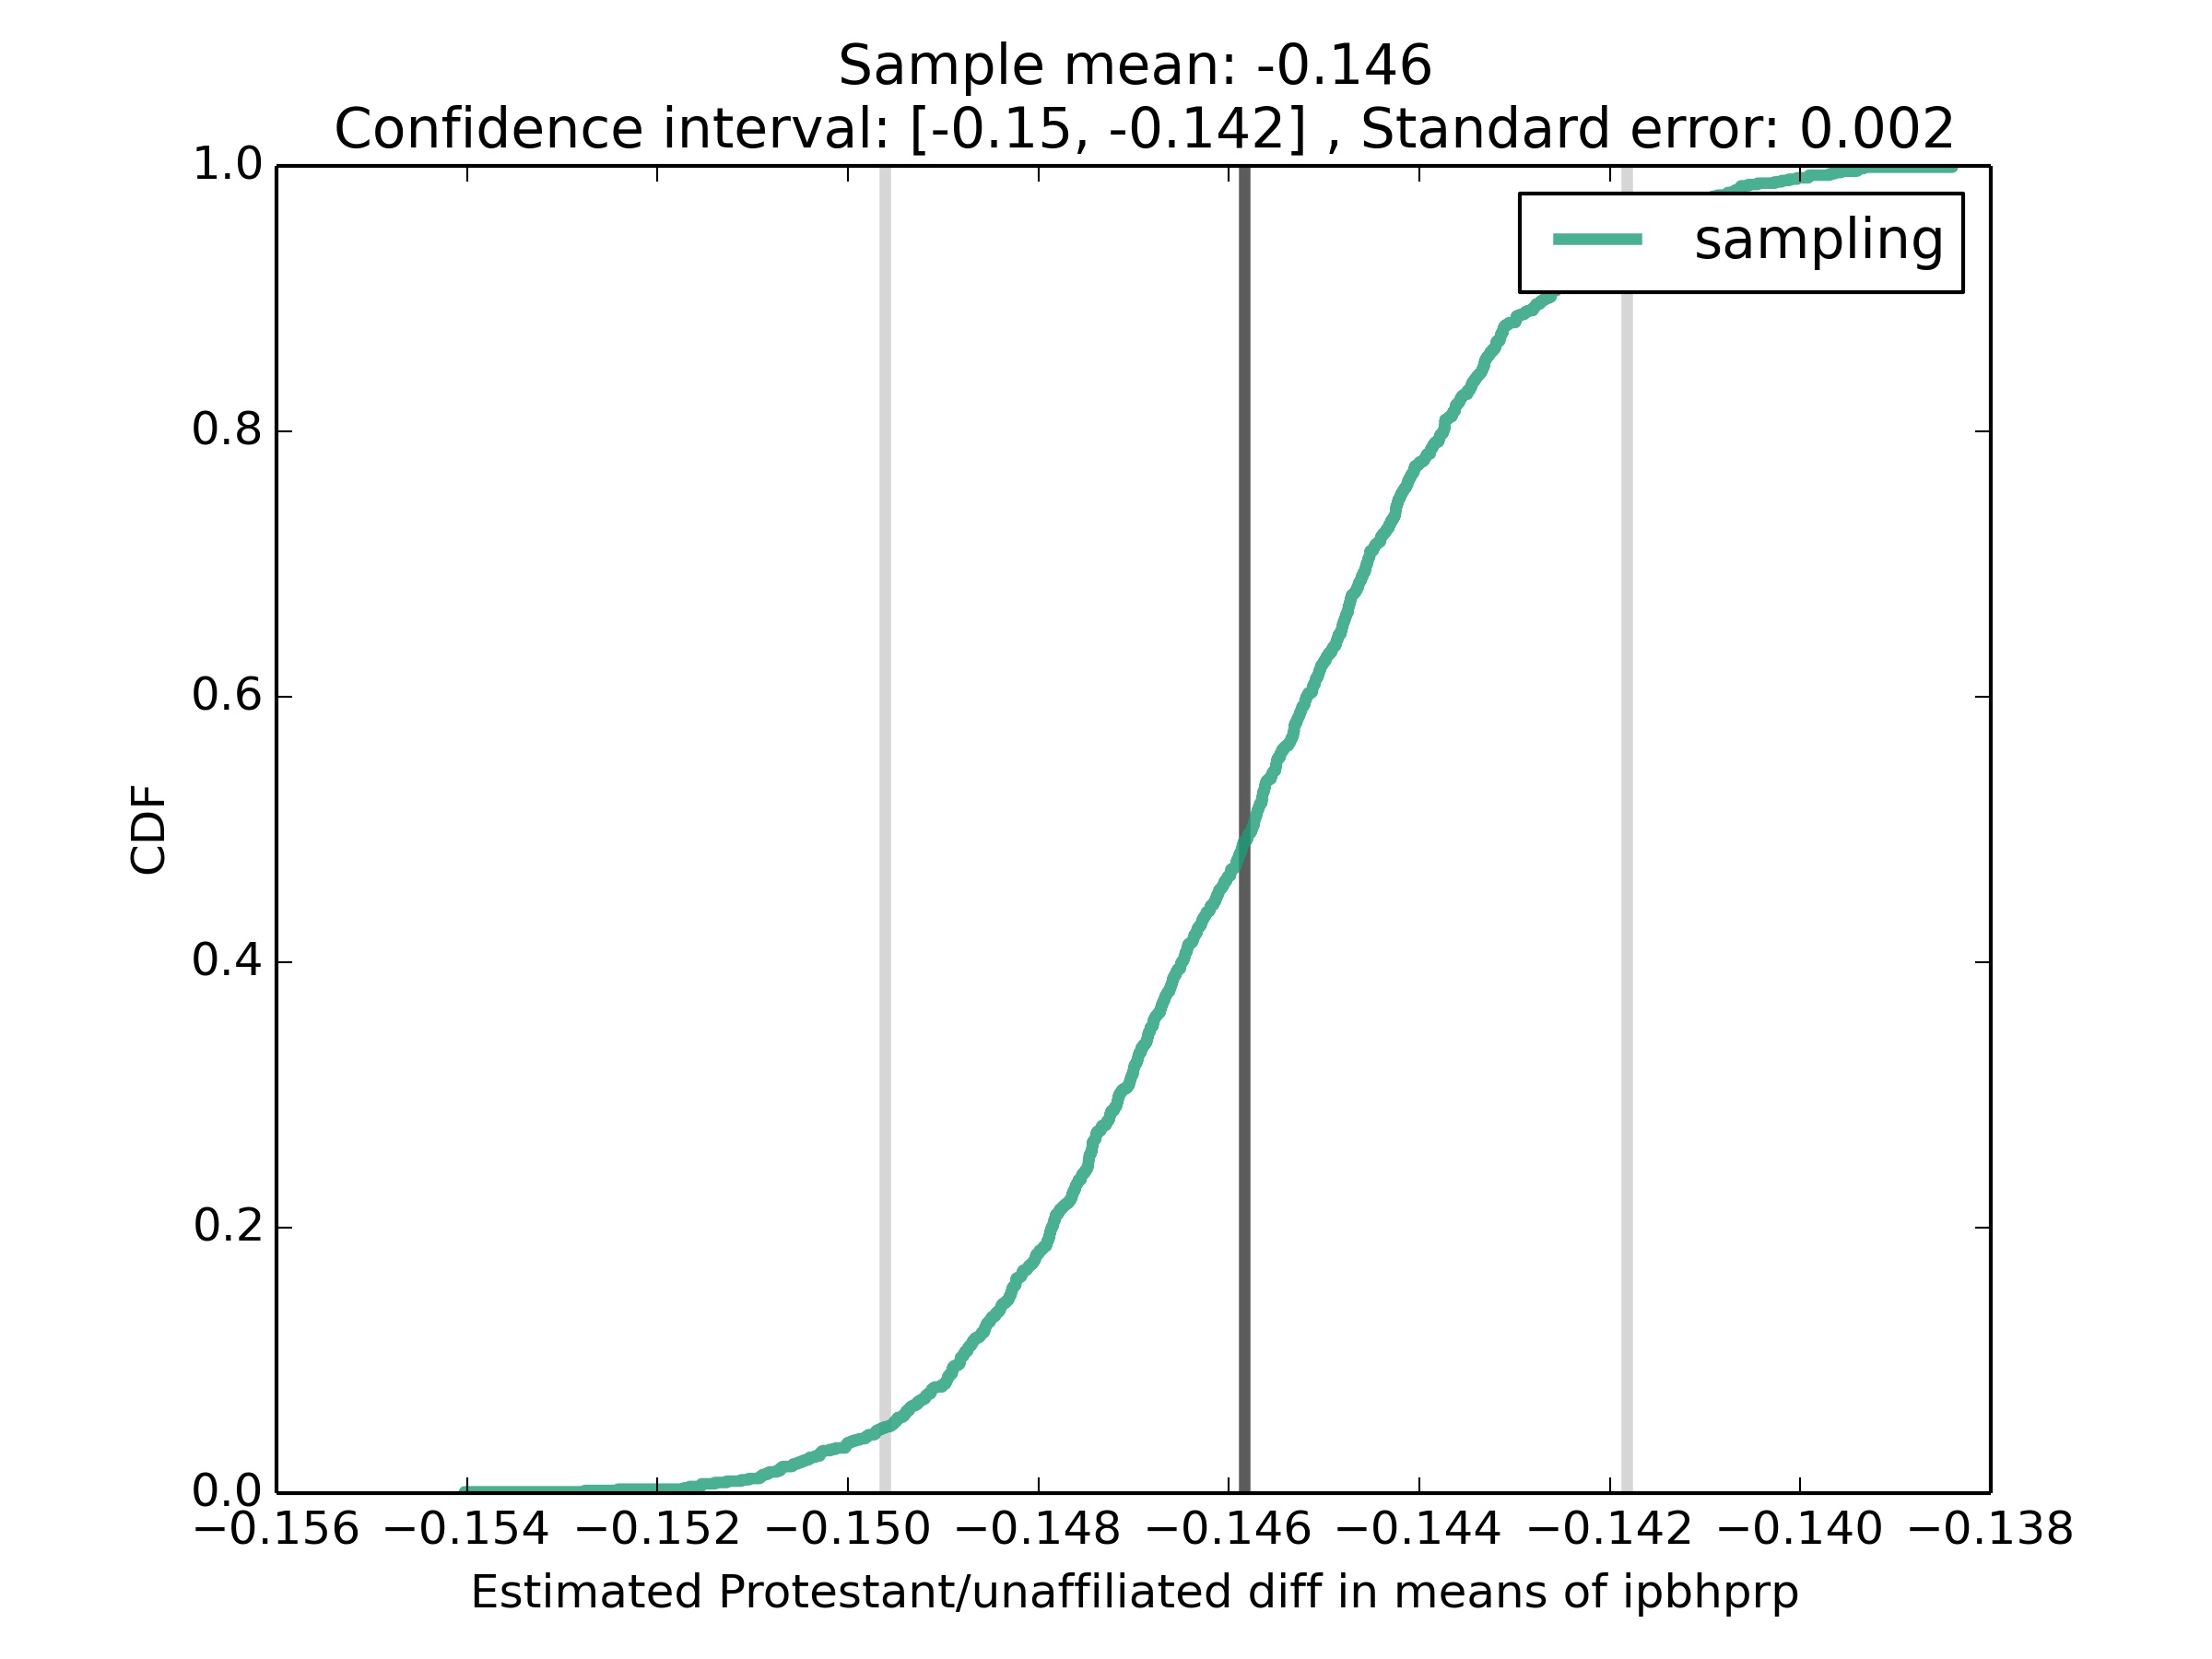 Sample mean: -0.146
Confidence interval: [-0.15, -0.142] , Standard error: 0.002
1.0
0.8
0.6
0.4
0.2
0.0
CDF
sampling
−0.156 −0.154 −0.152 −0.150 −0.148 −0.146 −0.144 −0.142 −0.140 −0.138
Estimated Protestant/unaffiliated diff in means of ipbhprp